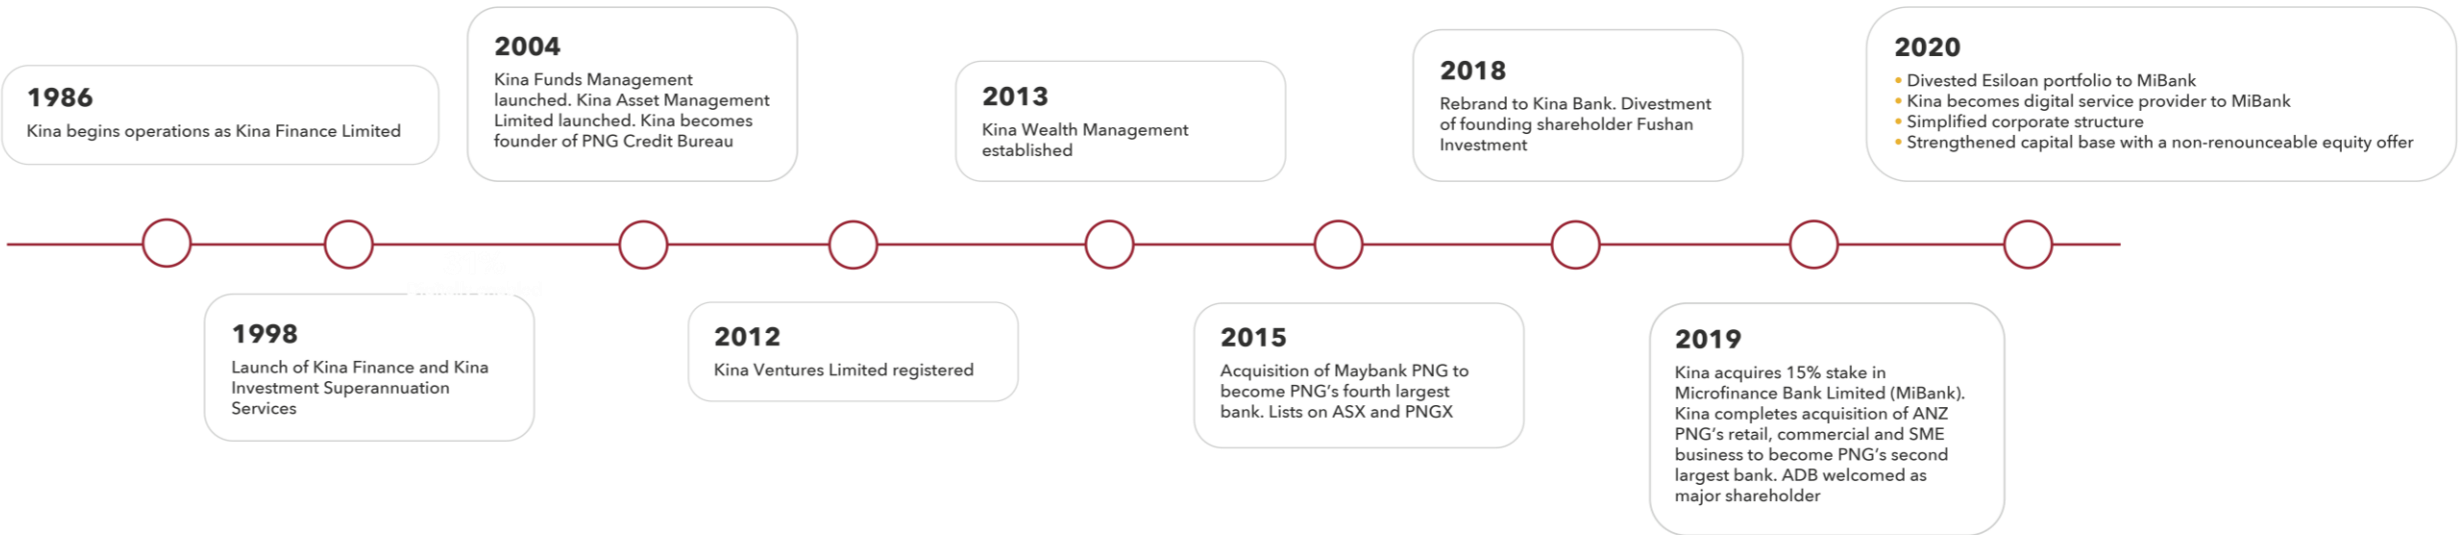 1986
Kina begins operations as Kina Finance Limited
1998
Launch of Kina Finance and Kina
Investment Superannuation
Services
2004
Kina Funds Management
launched. Kina Asset Management
Limited launched. Kina becomes
founder of PNG Credit Bureau
2012
Kina Ventures Limited registered
2013
Kina Wealth Management
established
2015
Acquisition of Maybank PNG to
become PNG’s fourth largest
bank. Lists on ASX and PNGX
2018
Rebrand to Kina Bank. Divestment
of founding shareholder Fushan
Investment
2019
Kina acquires 15% stake in
Microfinance Bank Limited (MiBank).
Kina completes acquisition of ANZ
PNG’s retail, commercial and SME
business to become PNG’s second
largest bank. ADB welcomed as
major shareholder
2020
• Divested Esiloan portfolio to MiBank
• Kina becomes digital service provider to MiBank
• Simplified corporate structure
• Strengthened capital base with a non-renounceable equity offer